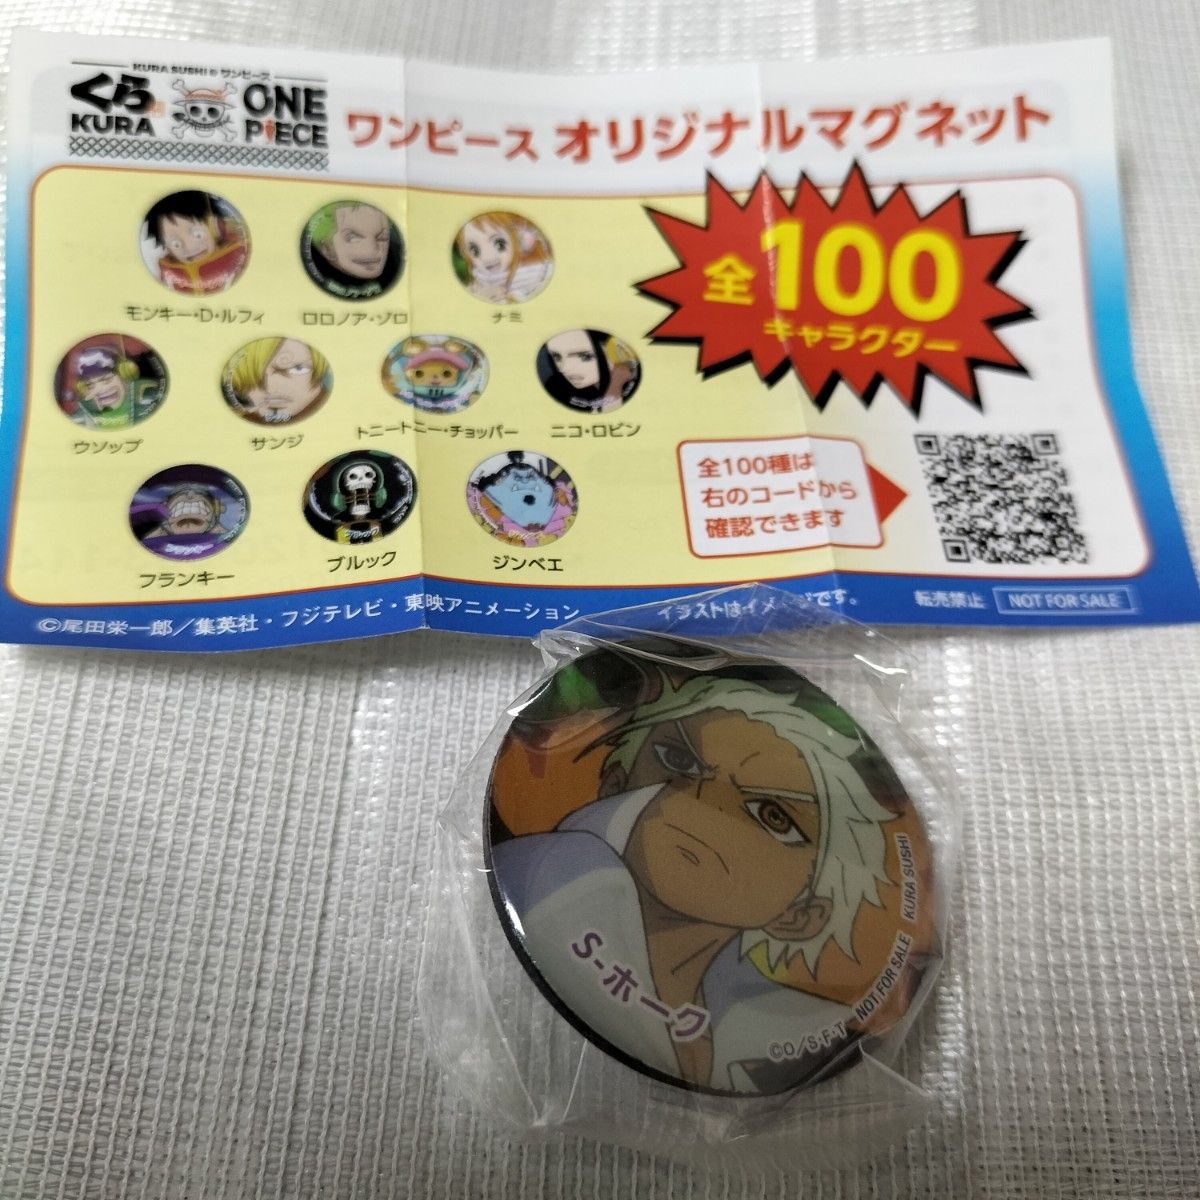 KURA SUSHI × ワンピース
くら
KURA
ONE PIECE
ワンピース オリジナルマグネット
全100
キャラクター
モンキー・D・ルフィ
ロロノア・ゾロ
ナミ
ウソップ
サンジ
トニートニー・チョッパー
ニコ・ロビン
フランキー
ブルック
ジンベエ
全100種は
右のコードから
確認できます
©尾田栄一郎／集英社・フジテレビ・東映アニメーション
イラストはイメージです。
転売禁止
NOT FOR SALE
S-ホーク
©O/S・F・T NOT FOR SALE KURA SUSHI